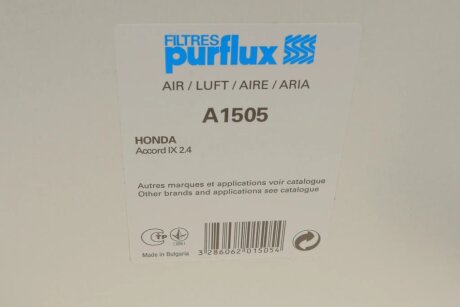 FILTRES
purflux
AIR / LUFT / AIRE / ARIA
A1505
HONDA
Accord IX 2.4
Autres marques et applications voir catalogue
Other brands and applications see catalogue
Made in Bulgaria
3 286062 015054